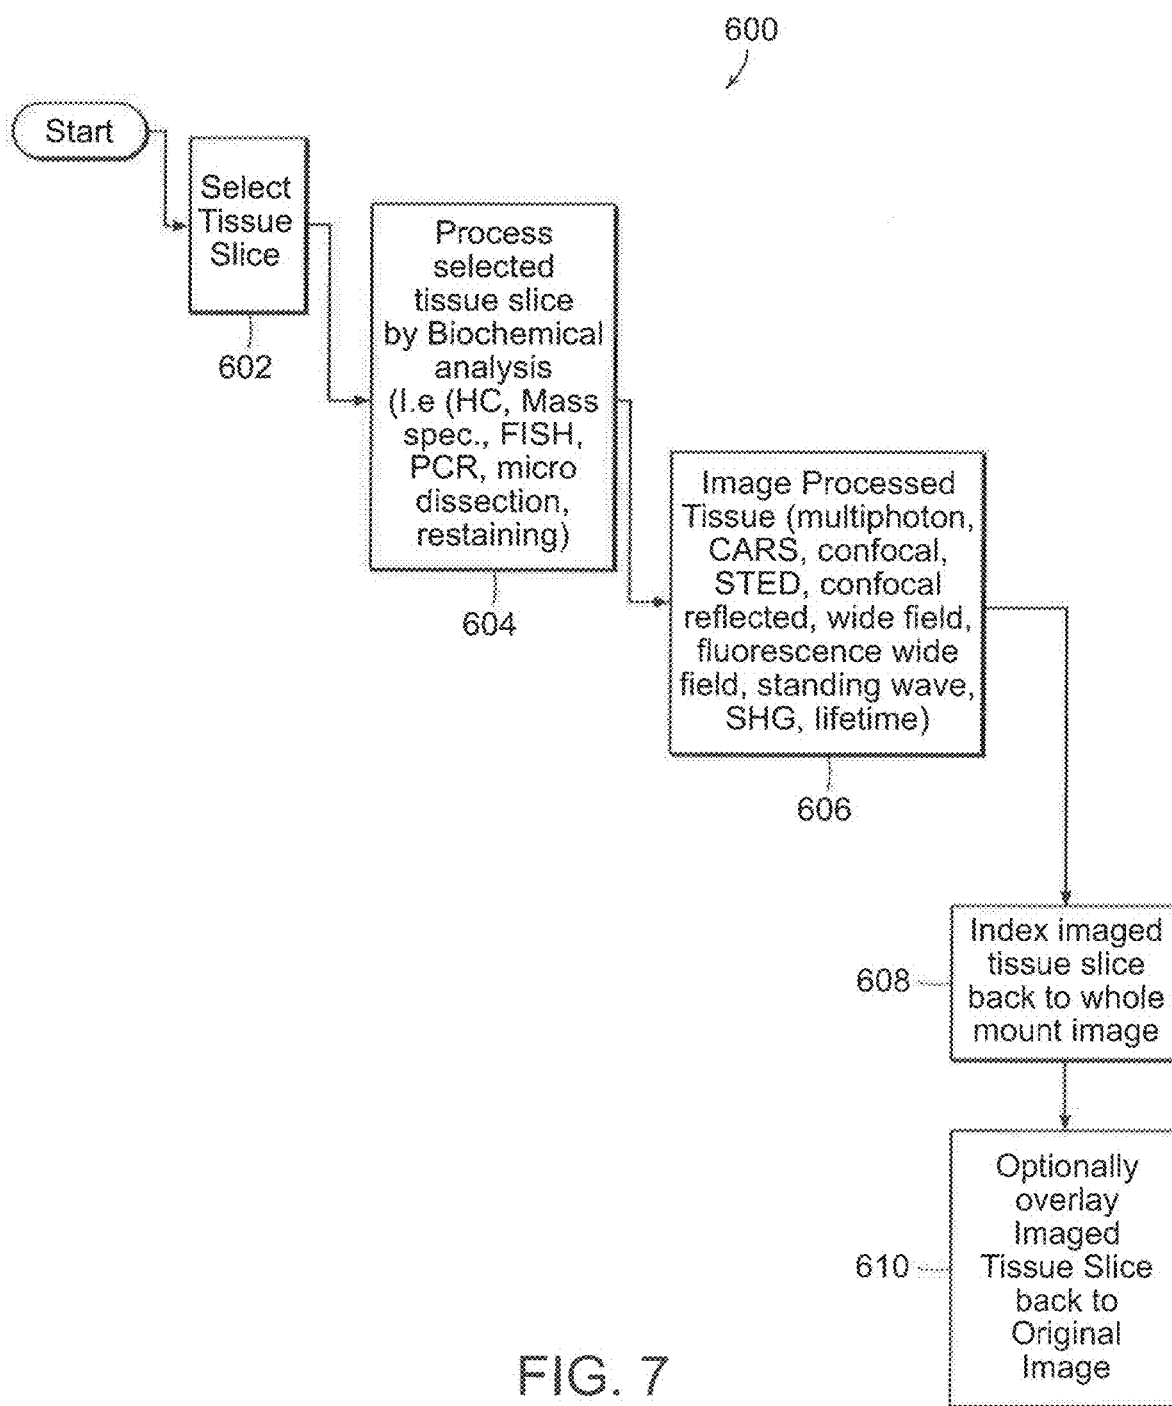 600
Start
Select
Tissue
Slice
602
Process
selected
tissue slice
by Biochemical
analysis
(I.e (HC, Mass
spec., FISH,
PCR, micro
dissection,
restaining)
604
Image Processed
Tissue (multiphoton,
CARS, confocal,
STED, confocal
reflected, wide field,
fluorescence wide
field, standing wave,
SHG, lifetime)
606
Index imaged
tissue slice
back to whole
mount image
608
Optionally
overlay
Imaged
Tissue Slice
back to
Original
Image
610
FIG. 7